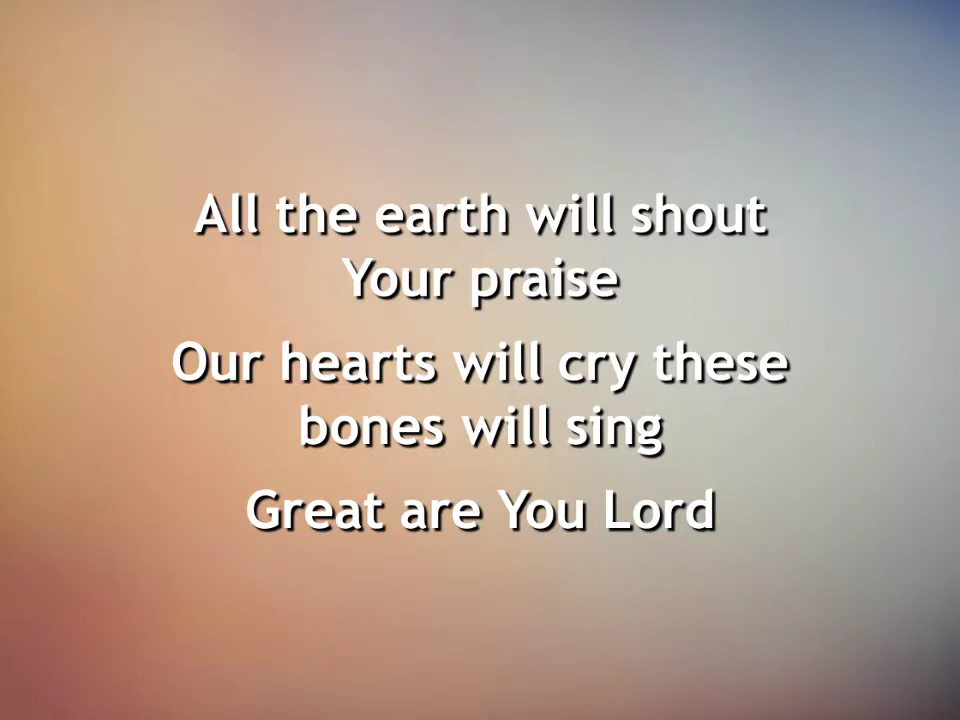 All the earth will shout
Your praise
Our hearts will cry these
bones will sing
Great are You Lord